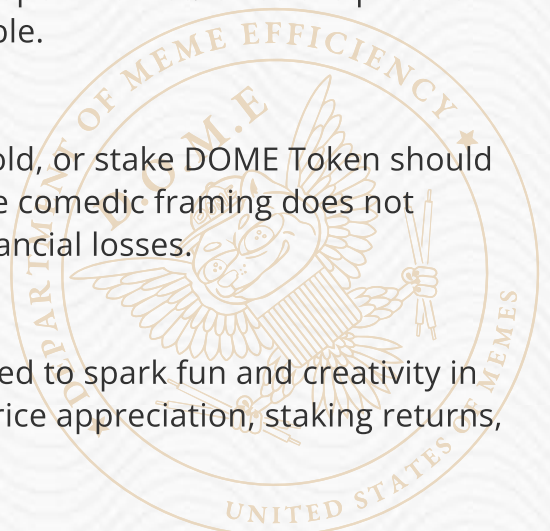 ble.
old, or stake DOME Token should
e comedic framing does not
ancial losses.
ed to spark fun and creativity in
rice appreciation, staking returns,
DEPARTMENT OF MEME EFFICIENCY
D.O.M.E
UNITED STATES OF MEMES